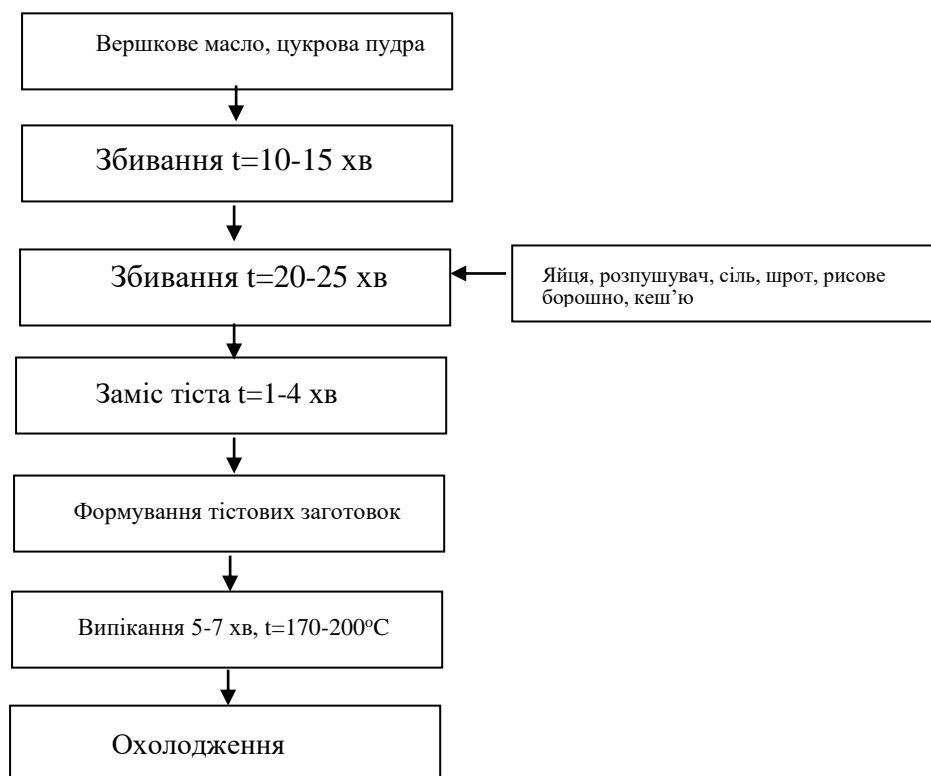 Вершкове масло, цукрова пудра
Збивання t=10-15 хв
Збивання t=20-25 хв
Яйця, розпушувач, сіль, шрот, рисове
борошно, кеш’ю
Заміс тіста t=1-4 хв
Формування тістових заготовок
Випікання 5-7 хв, t=170-200°С
Охолодження